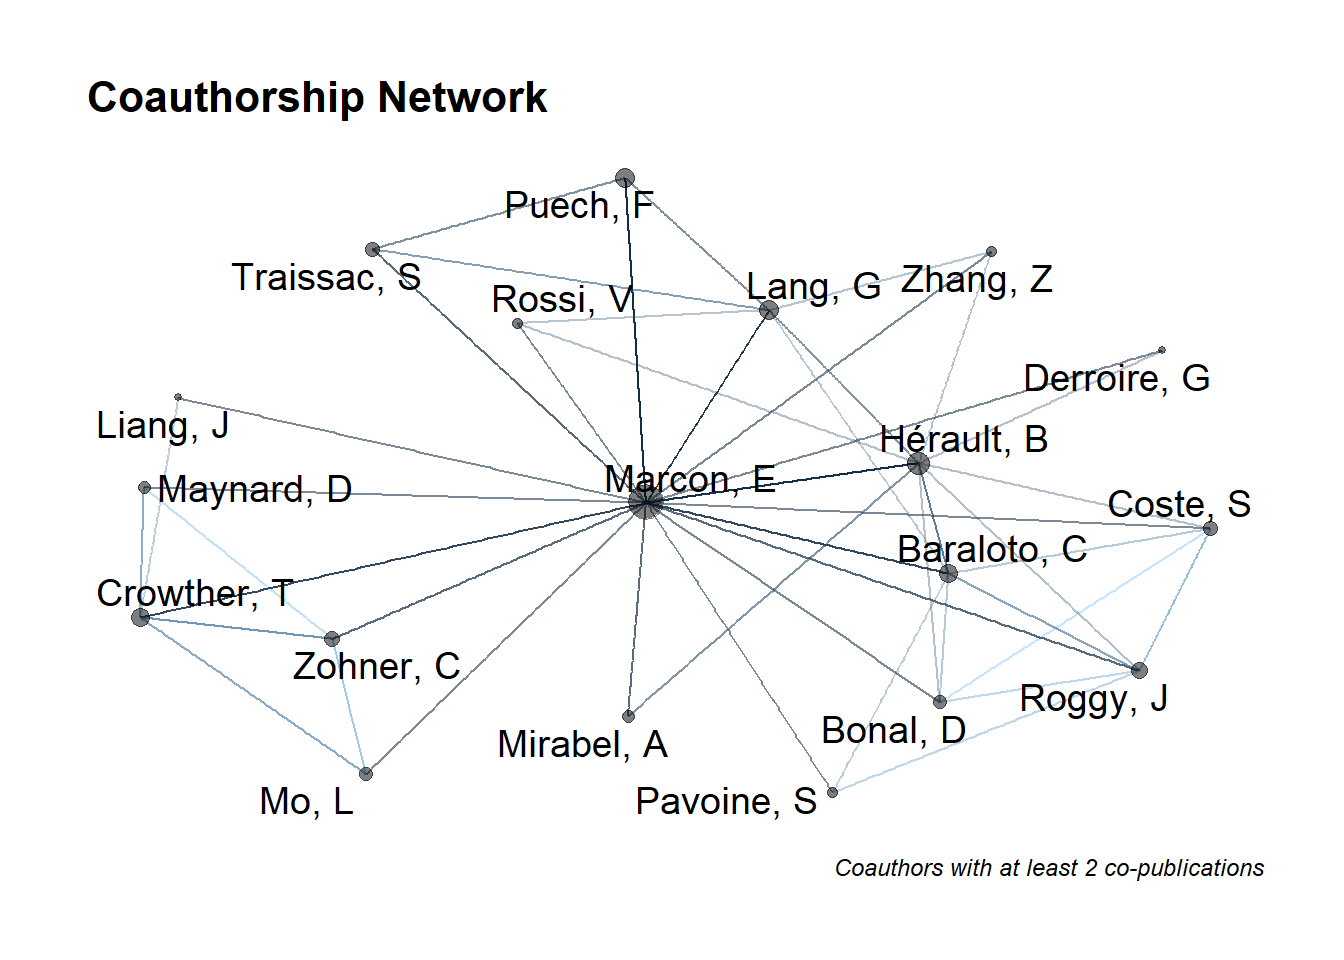 Coauthorship Network
Puech, F
Traissac, S
Rossi, V
Lang, G
Zhang, Z
Derroire, G
Liang, J
Hérault, B
Marcon, E
Maynard, D
Coste, S
Baraloto, C
Crowther, T
Zohner, C
Roggy, J
Bonal, D
Mirabel, A
Mo, L
Pavoine, S
Coauthors with at least 2 co-publications